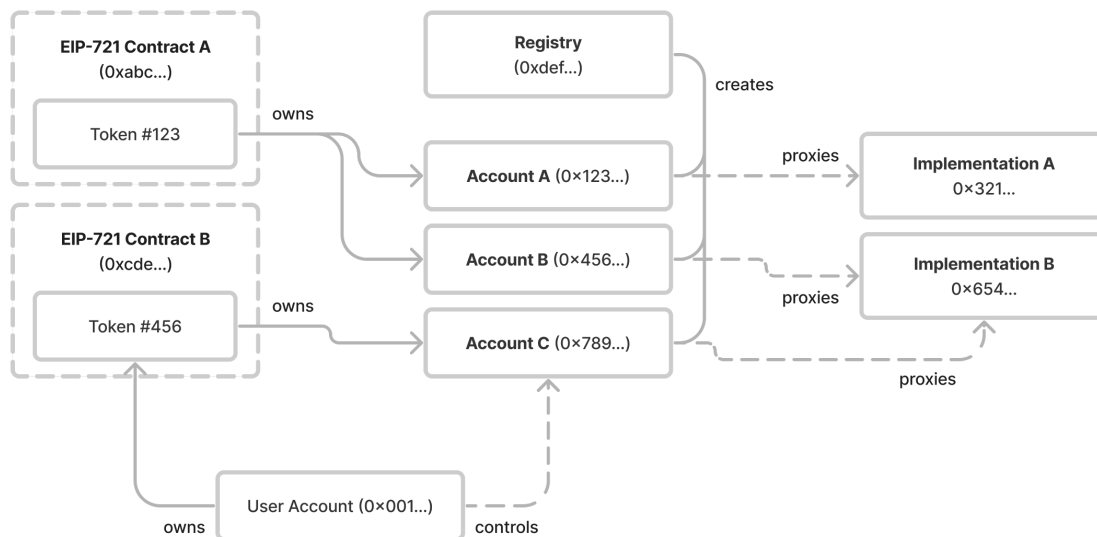 EIP-721 Contract A
(0xabc...)
Token #123
owns
Registry
(0xdef...)
creates
Account A (0×123...)
proxies
Implementation A
0×321...
EIP-721 Contract B
(0xcde...)
Token #456
owns
Account B (0×456...)
proxies
Implementation B
0×654...
Account C (0×789...)
proxies
User Account (0×001...)
owns
controls